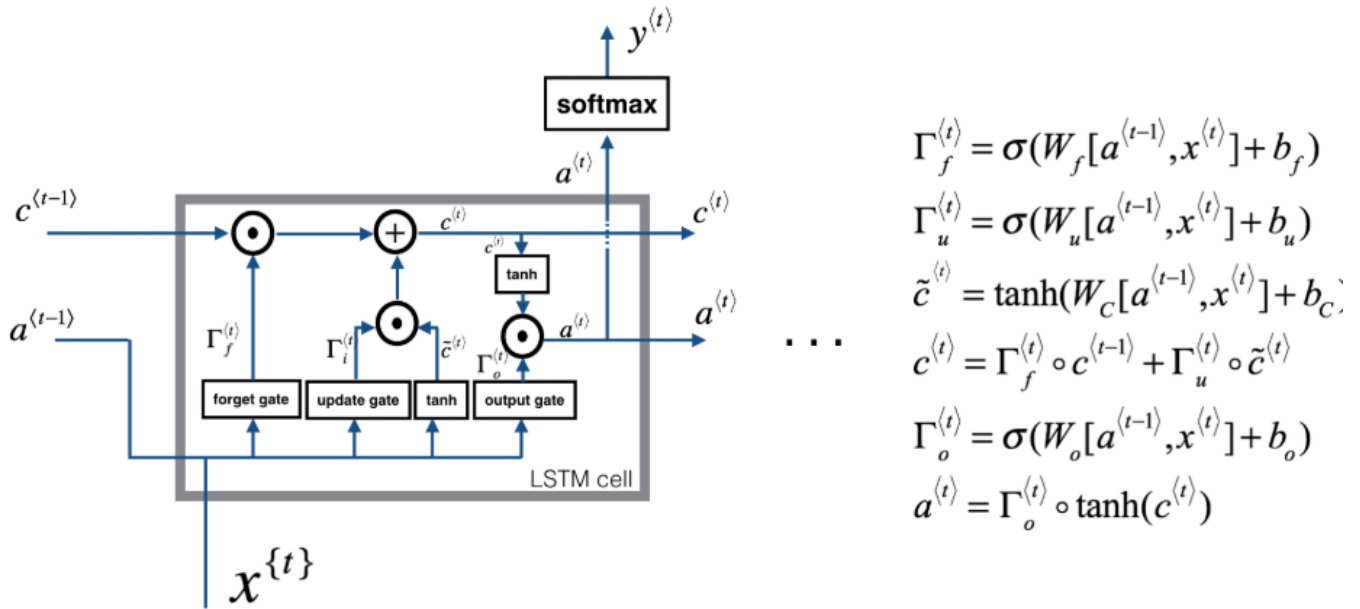 y⟨t⟩
softmax
a⟨t⟩
c⟨t−1⟩
c⟨t⟩
c⟨t⟩
c⟨t⟩
tanh
a⟨t−1⟩
Γf⟨t⟩
Γi⟨t⟩
c̃⟨t⟩
Γo⟨t⟩
a⟨t⟩
a⟨t⟩
forget gate
update gate
tanh
output gate
LSTM cell
x{t}
...
Γf⟨t⟩ = σ(Wf[a⟨t−1⟩, x⟨t⟩] + bf)
Γu⟨t⟩ = σ(Wu[a⟨t−1⟩, x⟨t⟩] + bu)
c̃⟨t⟩ = tanh(WC[a⟨t−1⟩, x⟨t⟩] + bC)
c⟨t⟩ = Γf⟨t⟩ ∘ c⟨t−1⟩ + Γu⟨t⟩ ∘ c̃⟨t⟩
Γo⟨t⟩ = σ(Wo[a⟨t−1⟩, x⟨t⟩] + bo)
a⟨t⟩ = Γo⟨t⟩ ∘ tanh(c⟨t⟩)